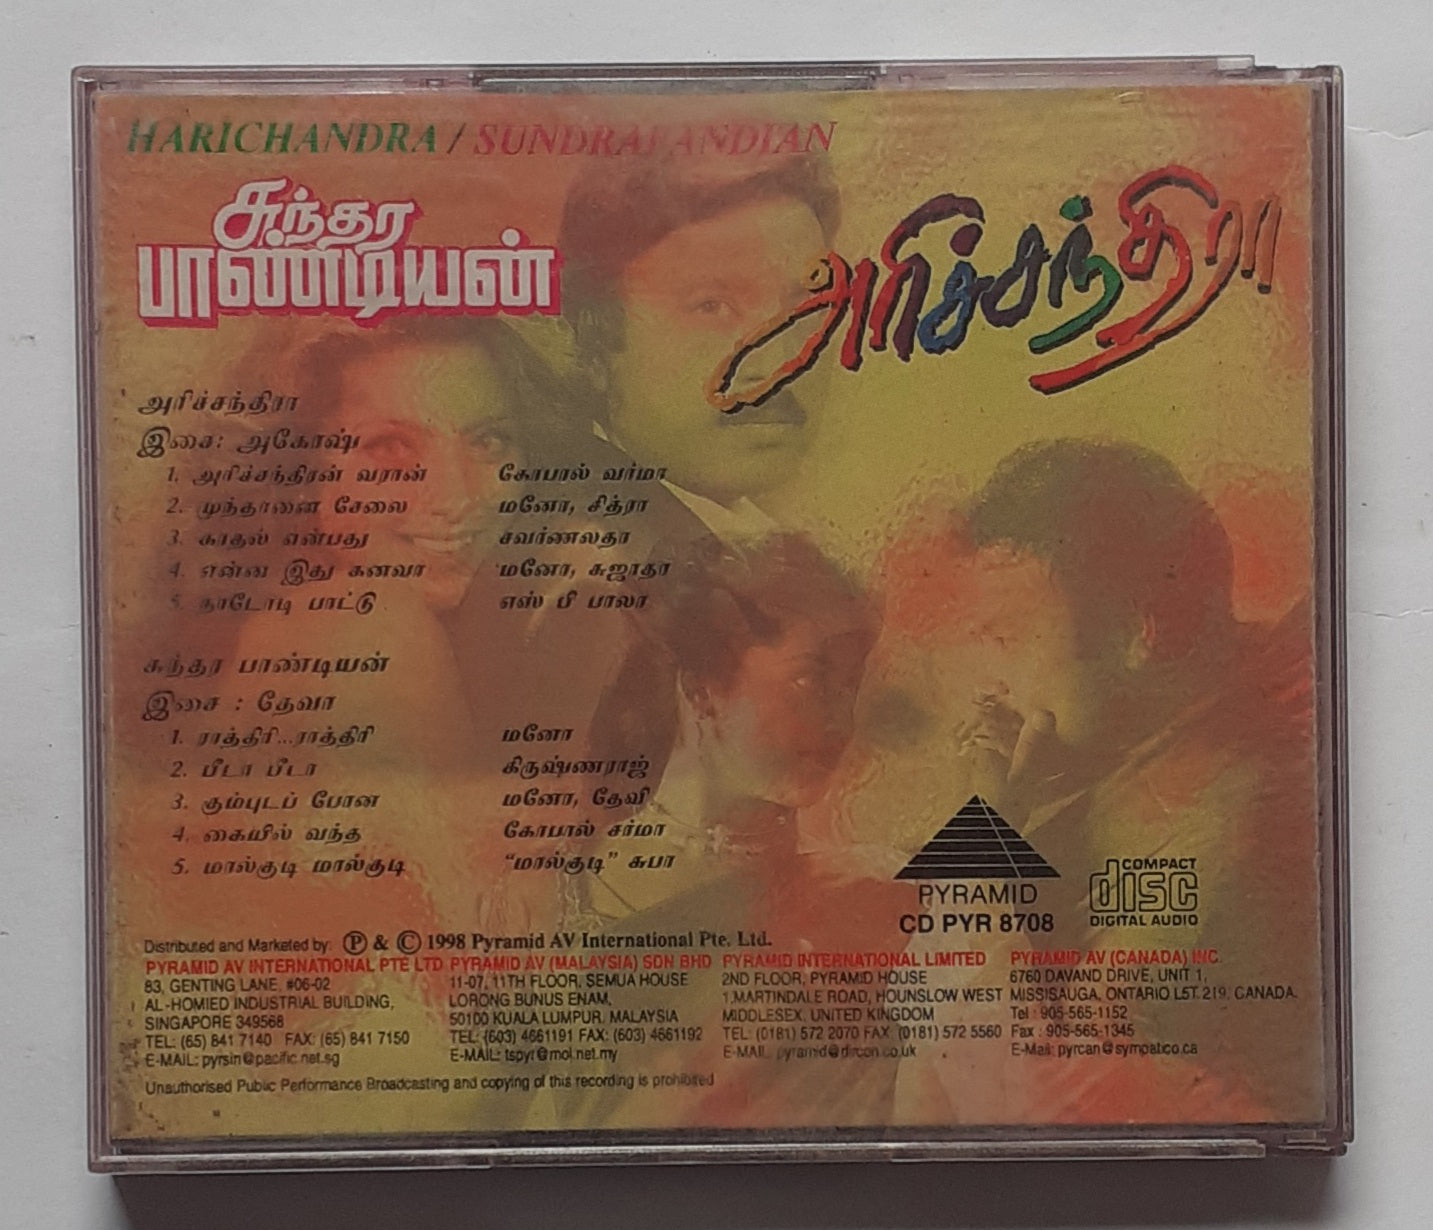 HARICHANDRA / SUNDRAPANDIAN
சுந்தர
பாண்டியன்
அரிச்சந்திரா
அரிச்சந்திரா
இசை: அகோஷ்
1. அரிச்சந்திரன் வரான் கோபால் வர்மா
2. முந்தானை சேலை மனோ, சித்ரா
3. காதல் என்பது சவர்ணலதா
4. என்ன இது கனவா மனோ, சுஜாதா
5. நாடோடி பாட்டு எஸ் பி பாலா
சுந்தர பாண்டியன்
இசை : தேவா
1. ராத்திரி...ராத்திரி மனோ
2. பீடா பீடா கிருஷ்ணராஜ்
3. கும்புடப் போன மனோ, தேவி
4. கையில் வந்த கோபால் சர்மா
5. மால்குடி மால்குடி "மால்குடி" சுபா
PYRAMID
CD PYR 8708
COMPACT
disc
DIGITAL AUDIO
Distributed and Marketed by: Ⓟ & © 1998 Pyramid AV International Pte. Ltd.
PYRAMID AV INTERNATIONAL PTE LTD
83, GENTING LANE, #06-02
AL-HOMIED INDUSTRIAL BUILDING,
SINGAPORE 349568
TEL: (65) 841 7140 FAX: (65) 841 7150
E-MAIL: pyrsin@pacific.net.sg
PYRAMID AV (MALAYSIA) SDN BHD
11-07, 11TH FLOOR, SEMUA HOUSE
LORONG BUNUS ENAM,
50100 KUALA LUMPUR, MALAYSIA
TEL: (603) 4661191 FAX: (603) 4661192
E-MAIL: tspyr@mol.net.my
PYRAMID INTERNATIONAL LIMITED
2ND FLOOR, PYRAMID HOUSE
1,MARTINDALE ROAD, HOUNSLOW WEST
MIDDLESEX, UNITED KINGDOM
TEL: (0181) 572 2070 FAX: (0181) 572 5560
E-MAIL: pyramid@dircon.co.uk
PYRAMID AV (CANADA) INC.
6760 DAVAND DRIVE, UNIT 1,
MISSISAUGA, ONTARIO L5T 219, CANADA.
Tel : 905-565-1152
Fax : 905-565-1345
E-Mail: pyrcan@sympatico.ca
Unauthorised Public Performance Broadcasting and copying of this recording is prohibited